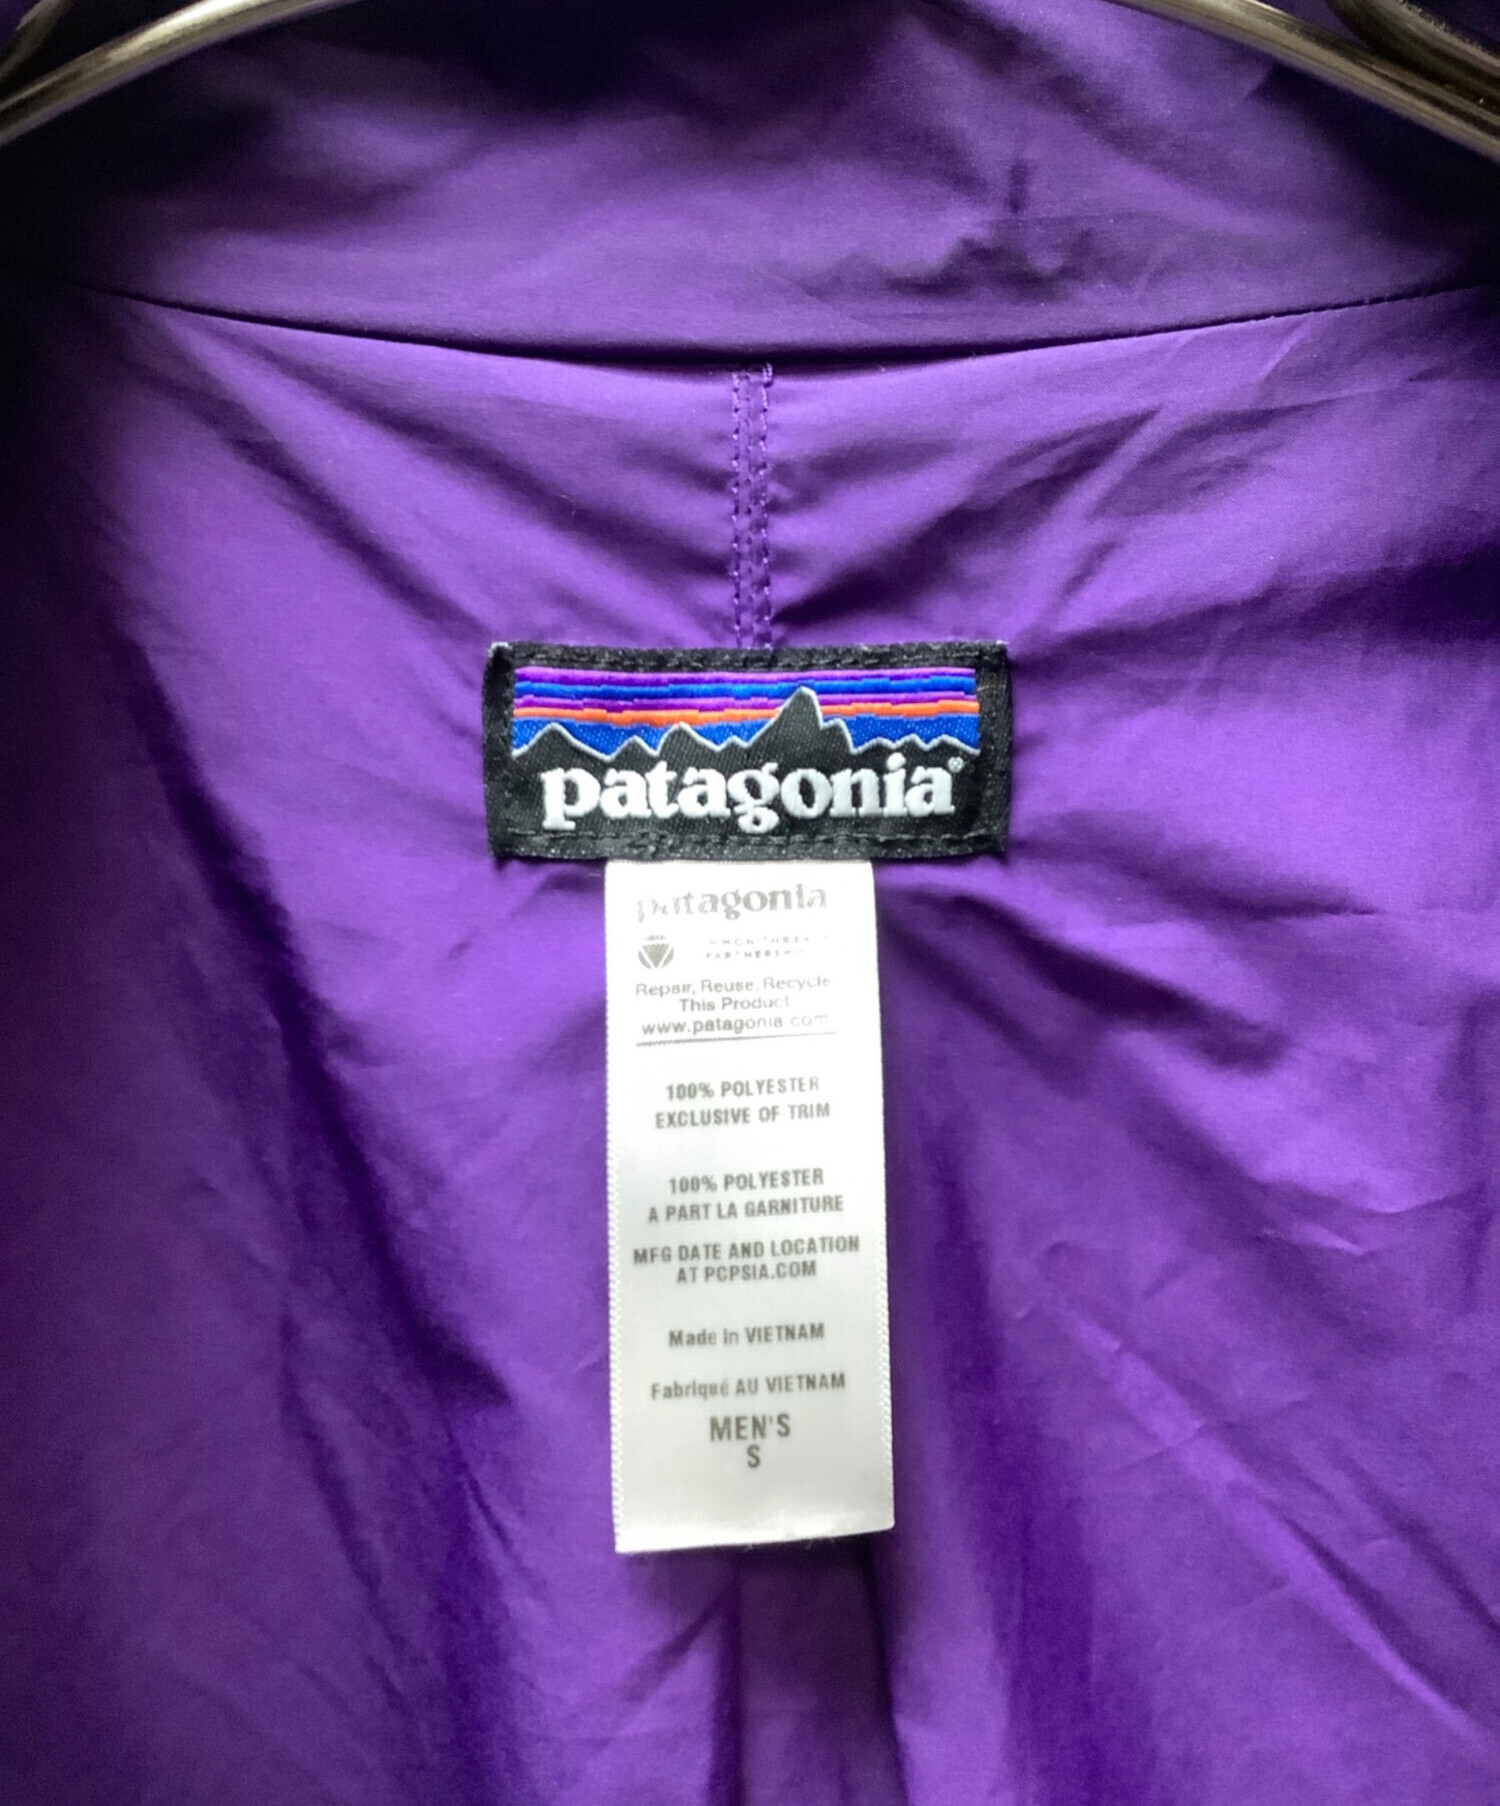 patagonia®
patagonia
PARTNERSHIP
Repair, Reuse, Recycle
This Product
www.patagonia.com
100% POLYESTER
EXCLUSIVE OF TRIM
100% POLYESTER
A PART LA GARNITURE
MFG DATE AND LOCATION
AT PCPSIA.COM
Made in VIETNAM
Fabriqué AU VIETNAM
MEN'S
S